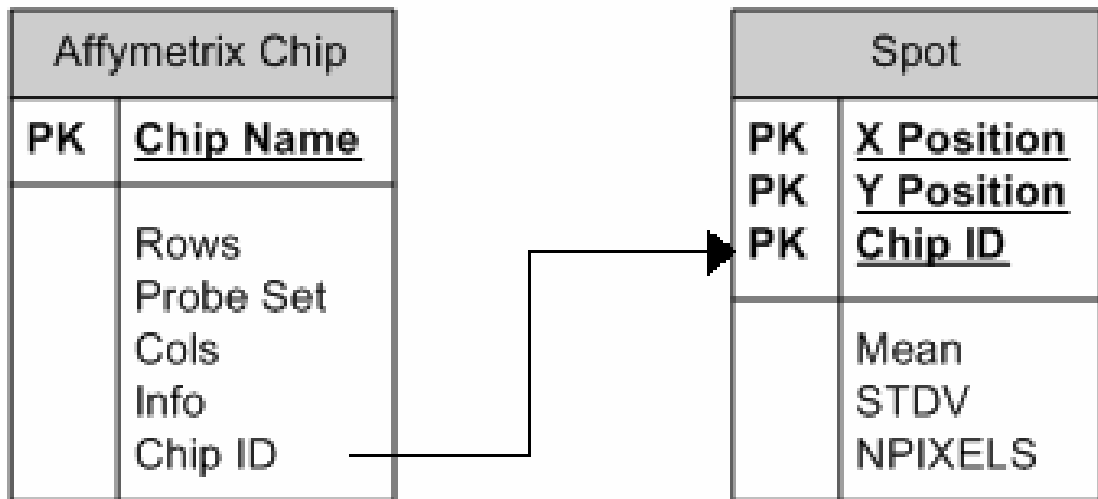 Affymetrix Chip
PK Chip Name
Rows
Probe Set
Cols
Info
Chip ID
Spot
PK X Position
PK Y Position
PK Chip ID
Mean
STDV
NPIXELS